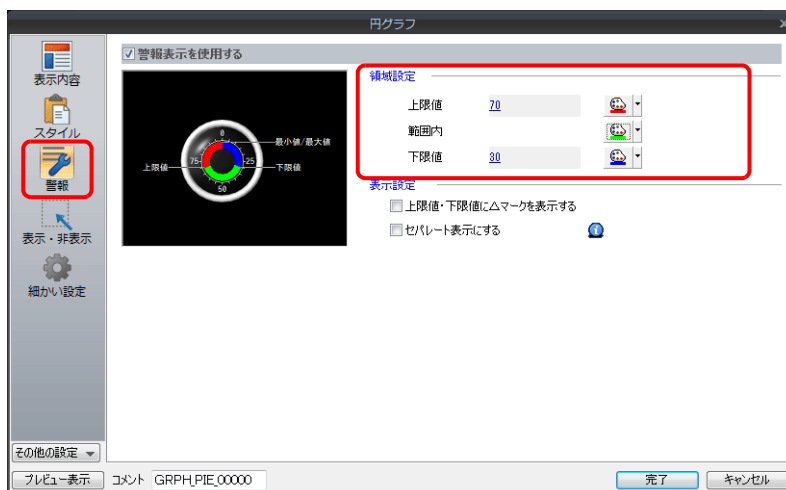 円グラフ
表示内容
スタイル
警報
表示・非表示
細かい設定
その他の設定
警報表示を使用する
0
最小値/最大値
上限値
75
25
下限値
50
領域設定
上限値 70
範囲内
下限値 30
表示設定
上限値・下限値に△マークを表示する
セパレート表示にする
プレビュー表示 コメント GRPH_PIE_00000 完了 キャンセル